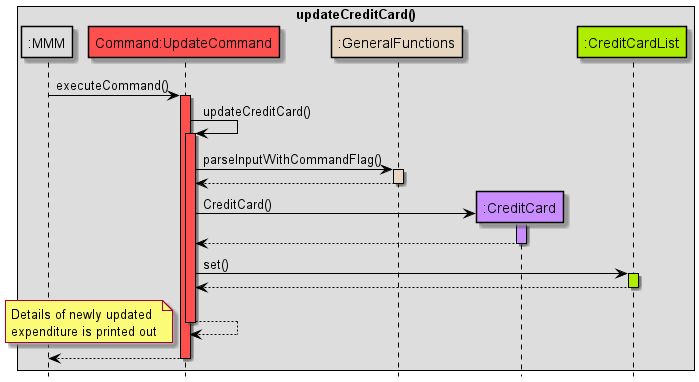 updateCreditCard()
:MMM
Command:UpdateCommand
:GeneralFunctions
:CreditCardList
executeCommand()
updateCreditCard()
parseInputWithCommandFlag()
CreditCard()
:CreditCard
set()
Details of newly updated
expenditure is printed out